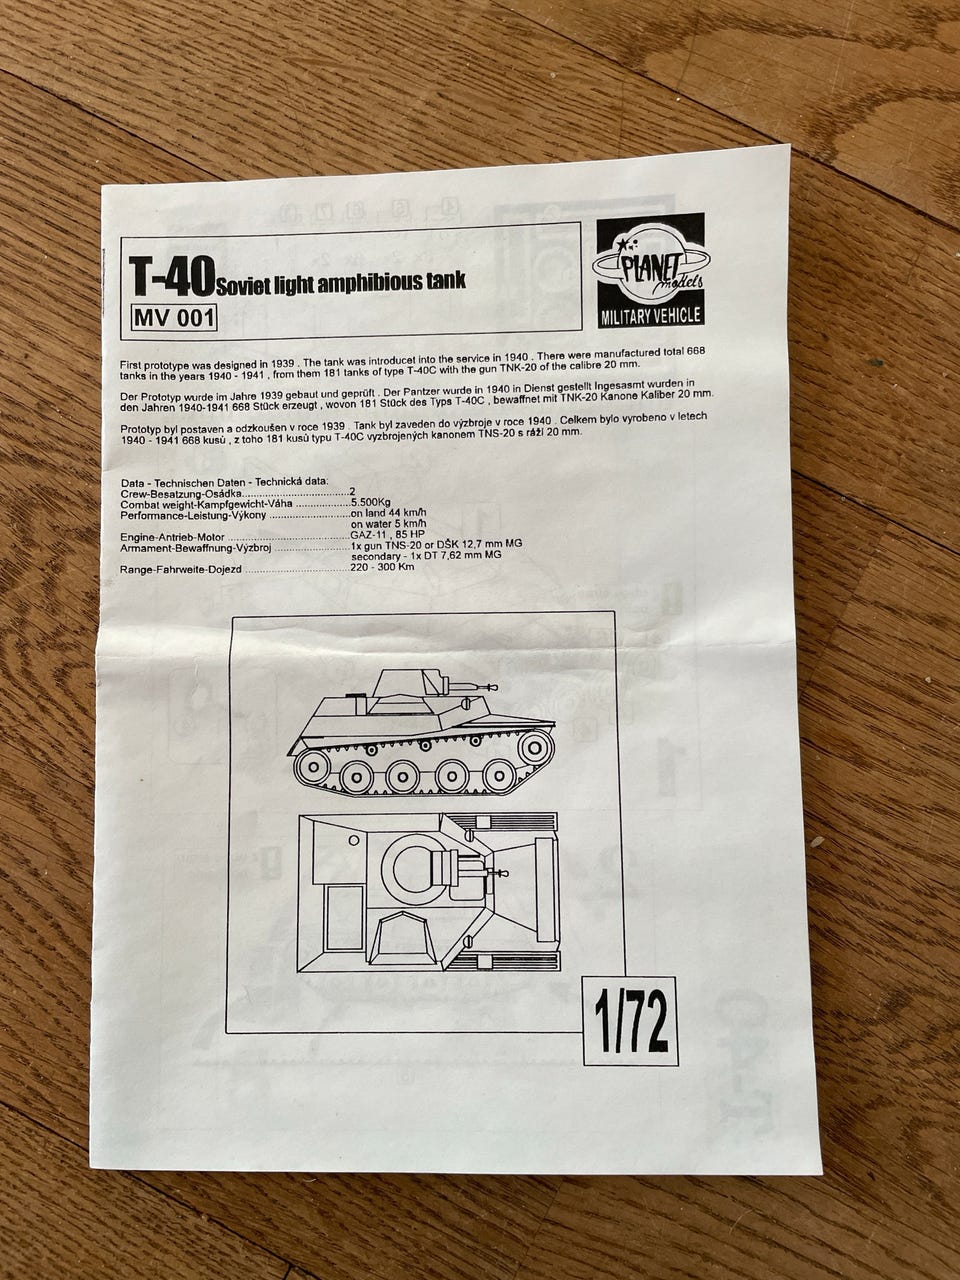 T-40 Soviet light amphibious tank
MV 001
PLANET
models
MILITARY VEHICLE
First prototype was designed in 1939 . The tank was introducet into the service in 1940 . There were manufactured total 668
tanks in the years 1940 - 1941 , from them 181 tanks of type T-40C with the gun TNK-20 of the calibre 20 mm.
Der Prototyp wurde im Jahre 1939 gebaut und geprüft . Der Pantzer wurde in 1940 in Dienst gestellt Ingesasmt wurden in
den Jahren 1940-1941 668 Stück erzeugt , wovon 181 Stück des Typs T-40C , bewaffnet mit TNK-20 Kanone Kaliber 20 mm.
Prototyp byl postaven a odzkoušen v roce 1939 . Tank byl zaveden do výzbroje v roce 1940 . Celkem bylo vyrobeno v letech
1940 - 1941 668 kusů , z toho 181 kusů typu T-40C vyzbrojených kanonem TNS-20 s ráží 20 mm.
Data - Technischen Daten - Technická data:
Crew-Besatzung-Osádka..............................2
Combat weight-Kampfgewicht-Váha ...............5.500Kg
Performance-Leistung-Výkony .....................on land 44 km/h
on water 5 km/h
Engine-Antrieb-Motor ..................................GAZ-11 , 85 HP
Armament-Bewaffnung-Výzbroj .....................1x gun TNS-20 or DŠK 12,7 mm MG
secondary - 1x DT 7,62 mm MG
Range-Fahrweite-Dojezd .............................220 - 300 Km
1/72